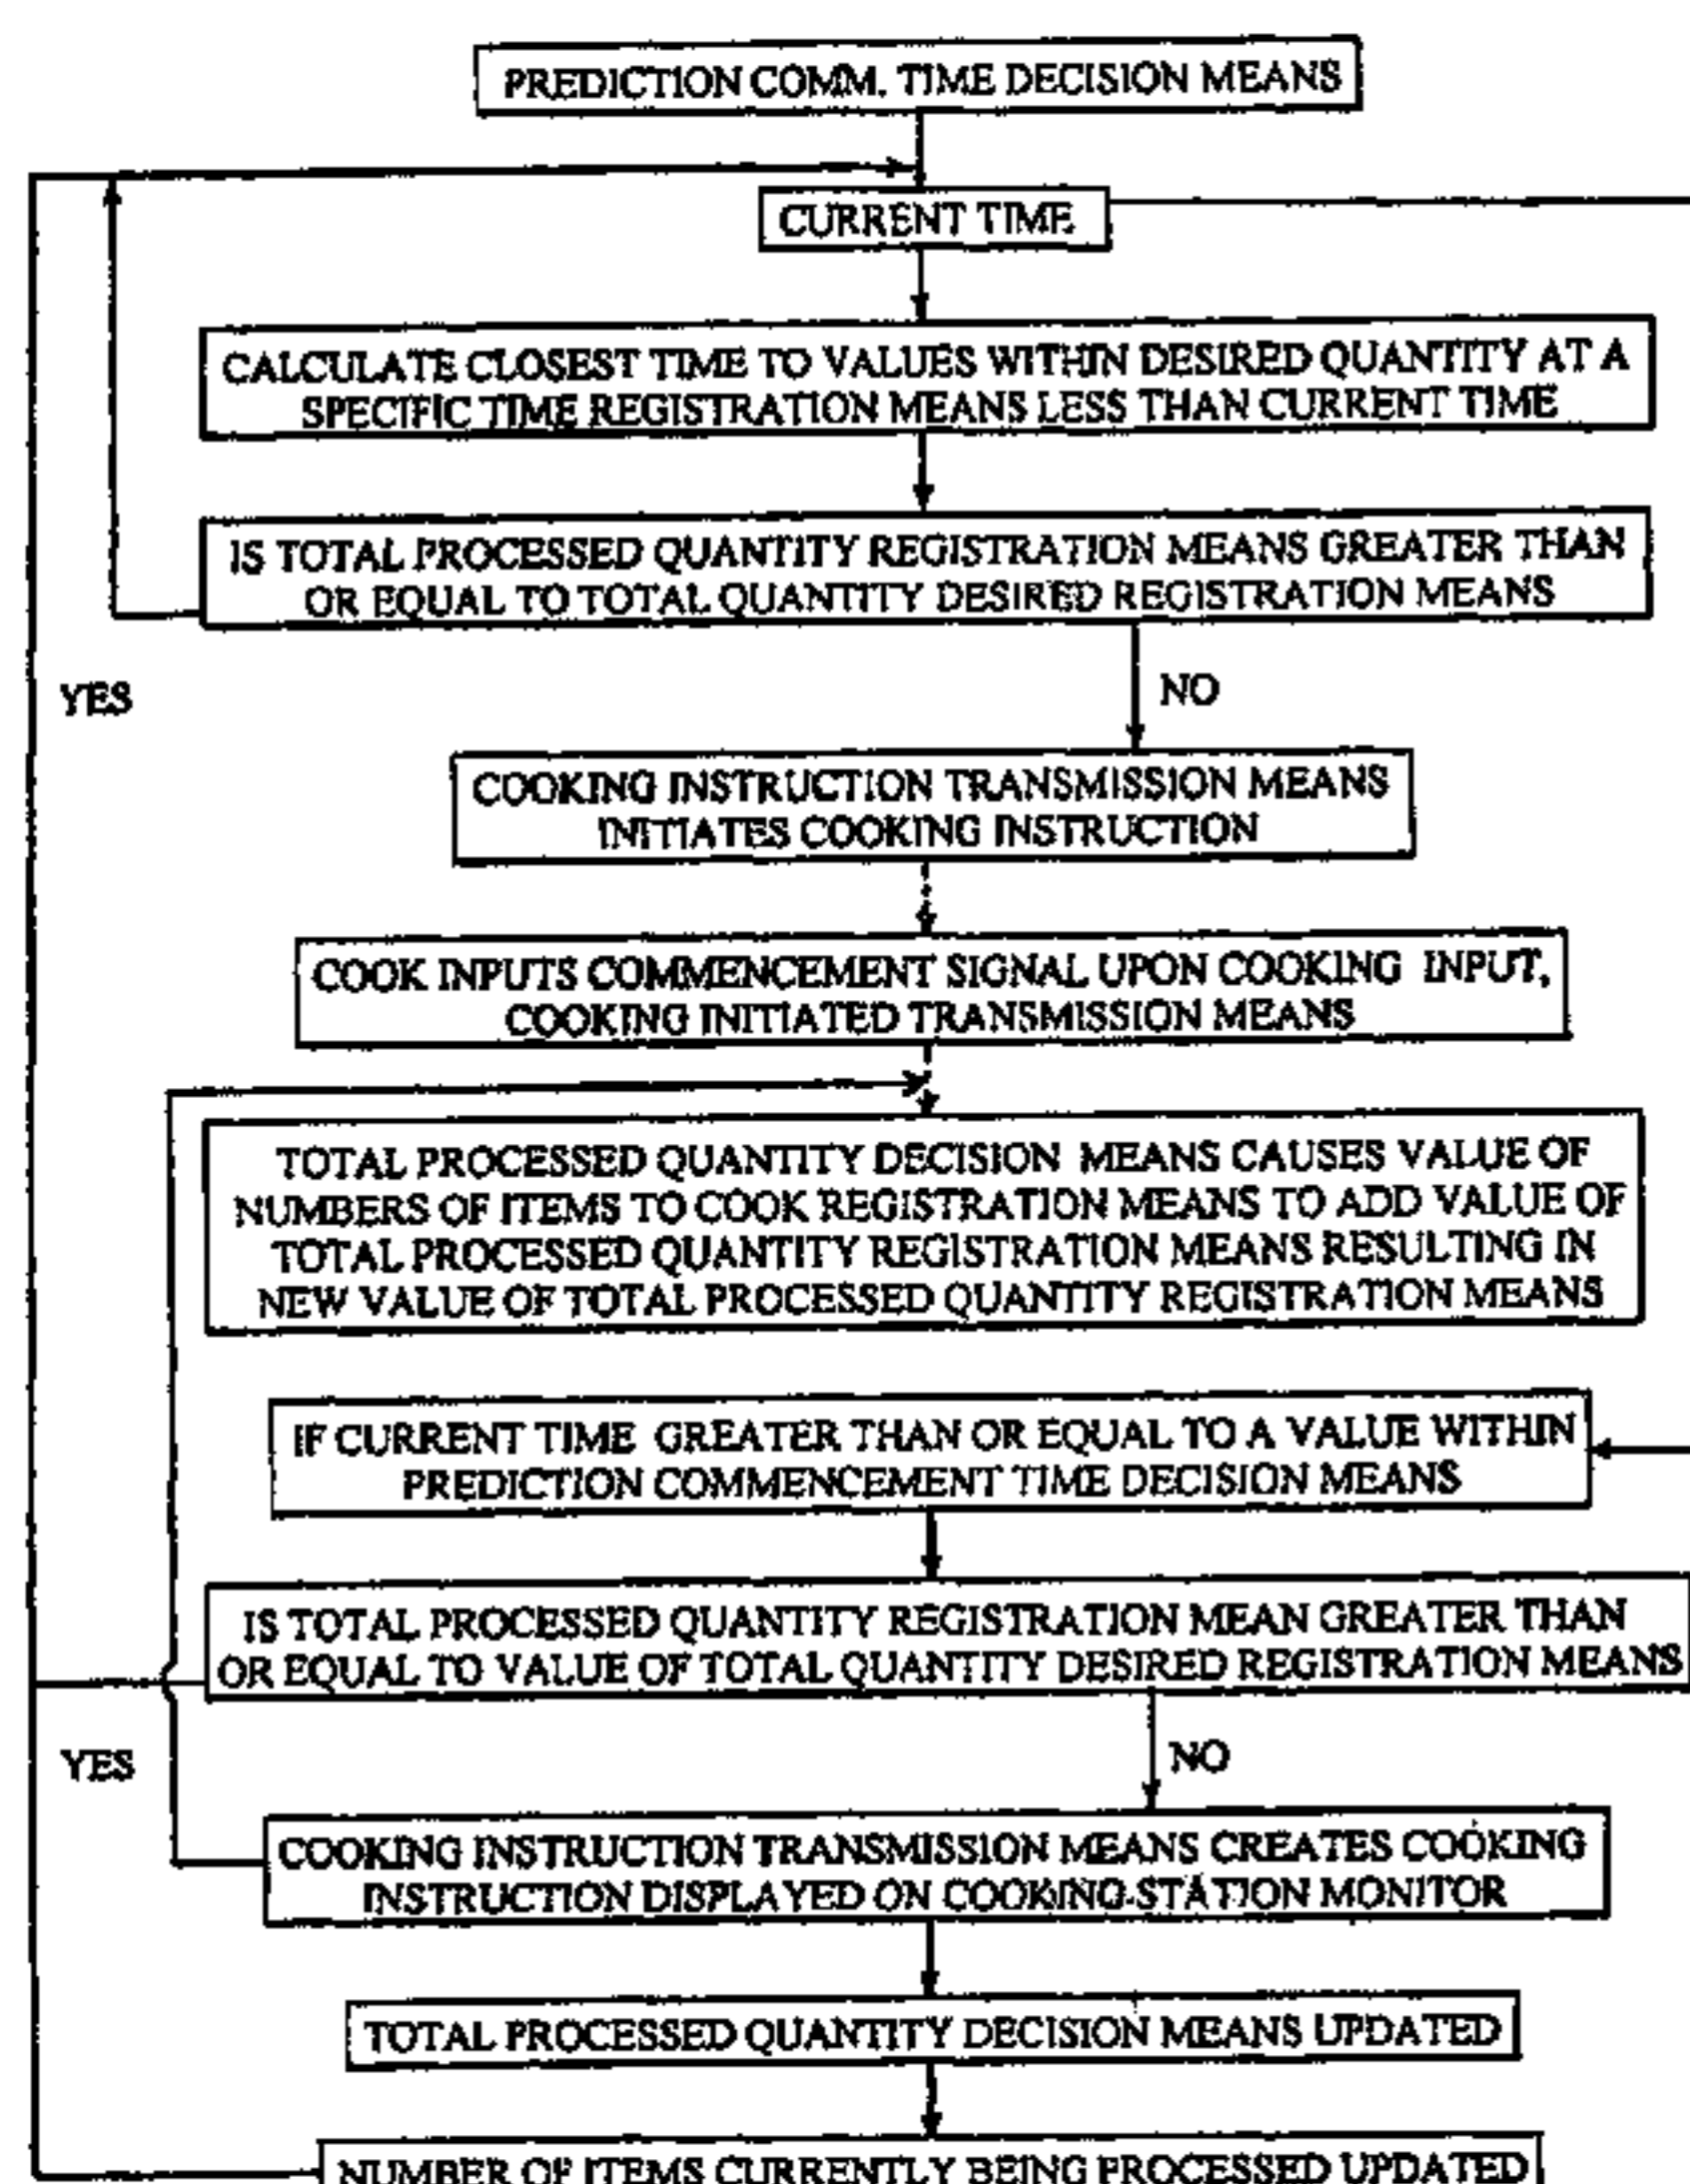 PREDICTION COMM. TIME DECISION MEANS
CURRENT TIME
CALCULATE CLOSEST TIME TO VALUES WITHIN DESIRED QUANTITY AT A
SPECIFIC TIME REGISTRATION MEANS LESS THAN CURRENT TIME
IS TOTAL PROCESSED QUANTITY REGISTRATION MEANS GREATER THAN
OR EQUAL TO TOTAL QUANTITY DESIRED REGISTRATION MEANS
YES
NO
COOKING INSTRUCTION TRANSMISSION MEANS
INITIATES COOKING INSTRUCTION
COOK INPUTS COMMENCEMENT SIGNAL UPON COOKING INPUT,
COOKING INITIATED TRANSMISSION MEANS
TOTAL PROCESSED QUANTITY DECISION MEANS CAUSES VALUE OF
NUMBERS OF ITEMS TO COOK REGISTRATION MEANS TO ADD VALUE OF
TOTAL PROCESSED QUANTITY REGISTRATION MEANS RESULTING IN
NEW VALUE OF TOTAL PROCESSED QUANTITY REGISTRATION MEANS
IF CURRENT TIME GREATER THAN OR EQUAL TO A VALUE WITHIN
PREDICTION COMMENCEMENT TIME DECISION MEANS
IS TOTAL PROCESSED QUANTITY REGISTRATION MEAN GREATER THAN
OR EQUAL TO VALUE OF TOTAL QUANTITY DESIRED REGISTRATION MEANS
YES
NO
COOKING INSTRUCTION TRANSMISSION MEANS CREATES COOKING
INSTRUCTION DISPLAYED ON COOKING-STATION MONITOR
TOTAL PROCESSED QUANTITY DECISION MEANS UPDATED
NUMBER OF ITEMS CURRENTLY BEING PROCESSED UPDATED